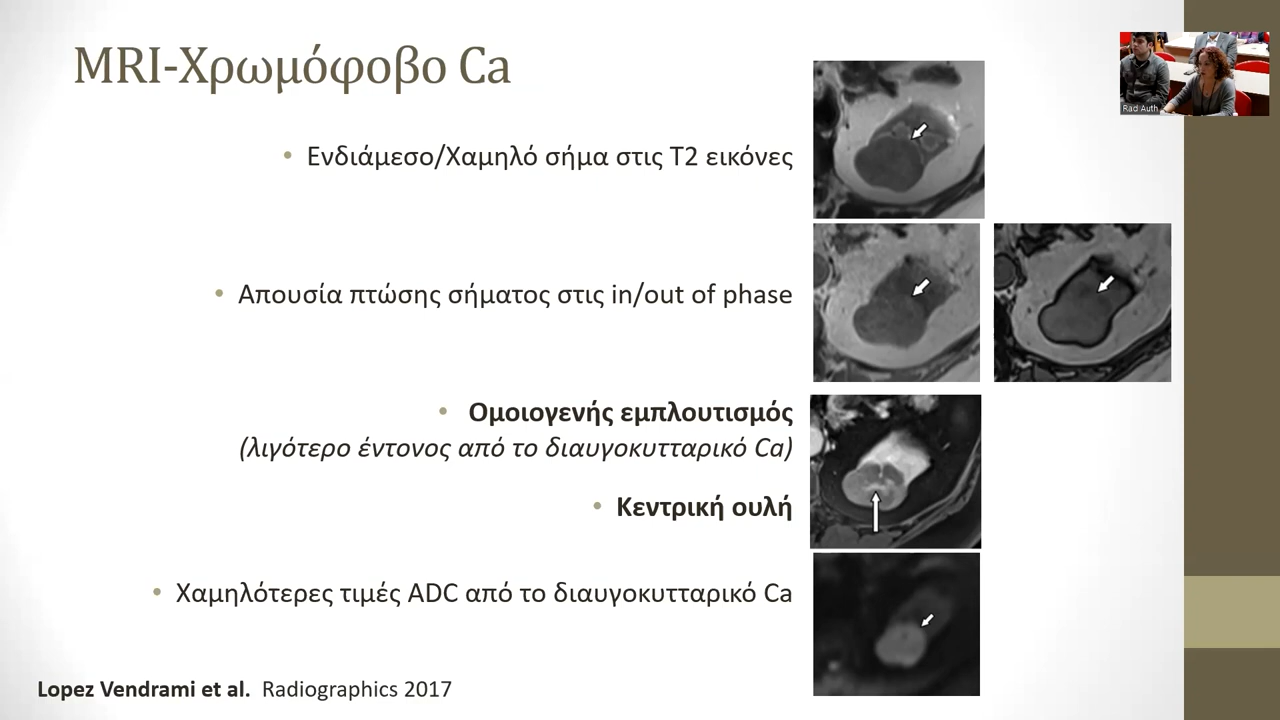 MRI-Χρωμόφοβο Ca
Rad Auth
• Ενδιάμεσο/Χαμηλό σήμα στις Τ2 εικόνες
• Απουσία πτώσης σήματος στις in/out of phase
• Ομοιογενής εμπλουτισμός
(λιγότερο έντονος από το διαυγοκυτταρικό Ca)
• Κεντρική ουλή
• Χαμηλότερες τιμές ADC από το διαυγοκυτταρικό Ca
Lopez Vendrami et al. Radiographics 2017